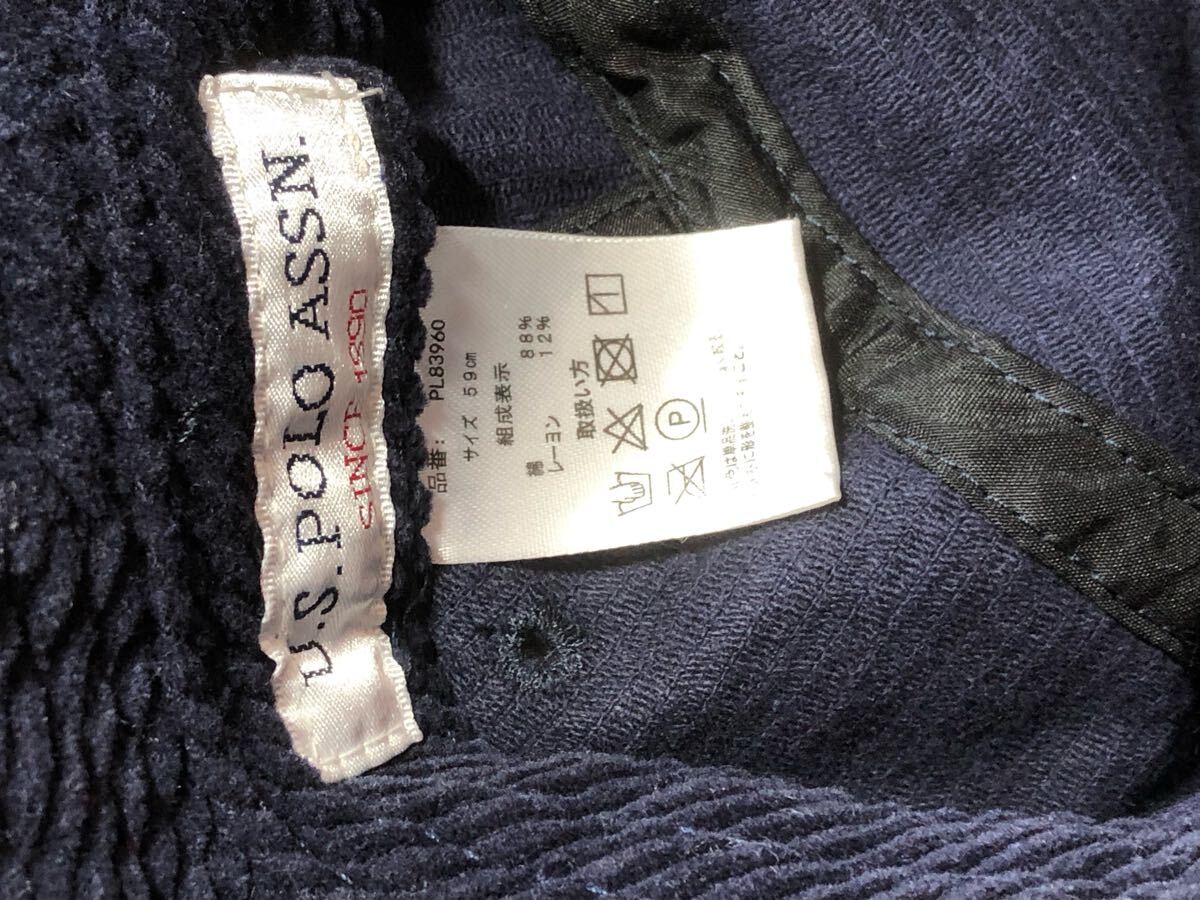 U.S. POLO ASSN.
SINCE 1890
品番: PL83960
サイズ 59cm
組成表示
綿 88%
レーヨン 12%
取扱い方
P